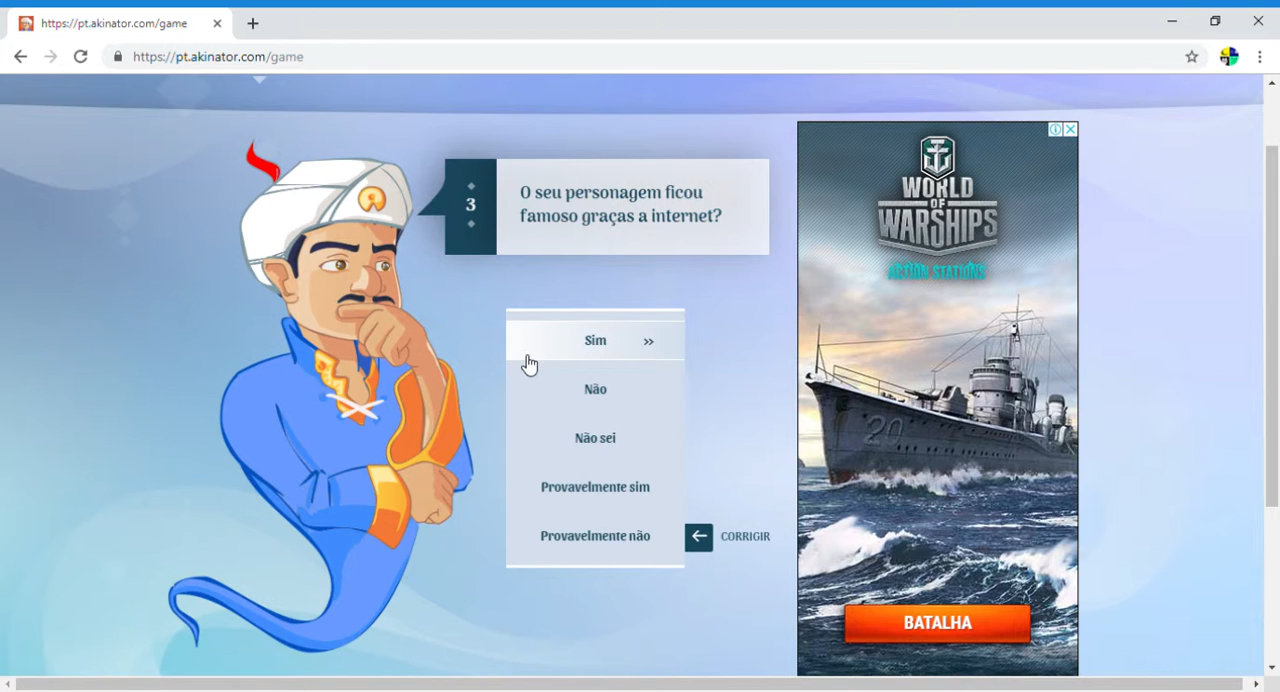 https://pt.akinator.com/game
https://pt.akinator.com/game
3
O seu personagem ficou
famoso graças a internet?
Sim »
Não
Não sei
Provavelmente sim
Provavelmente não
CORRIGIR
WORLD
OF
WARSHIPS
ACTION STATIONS
20
BATALHA